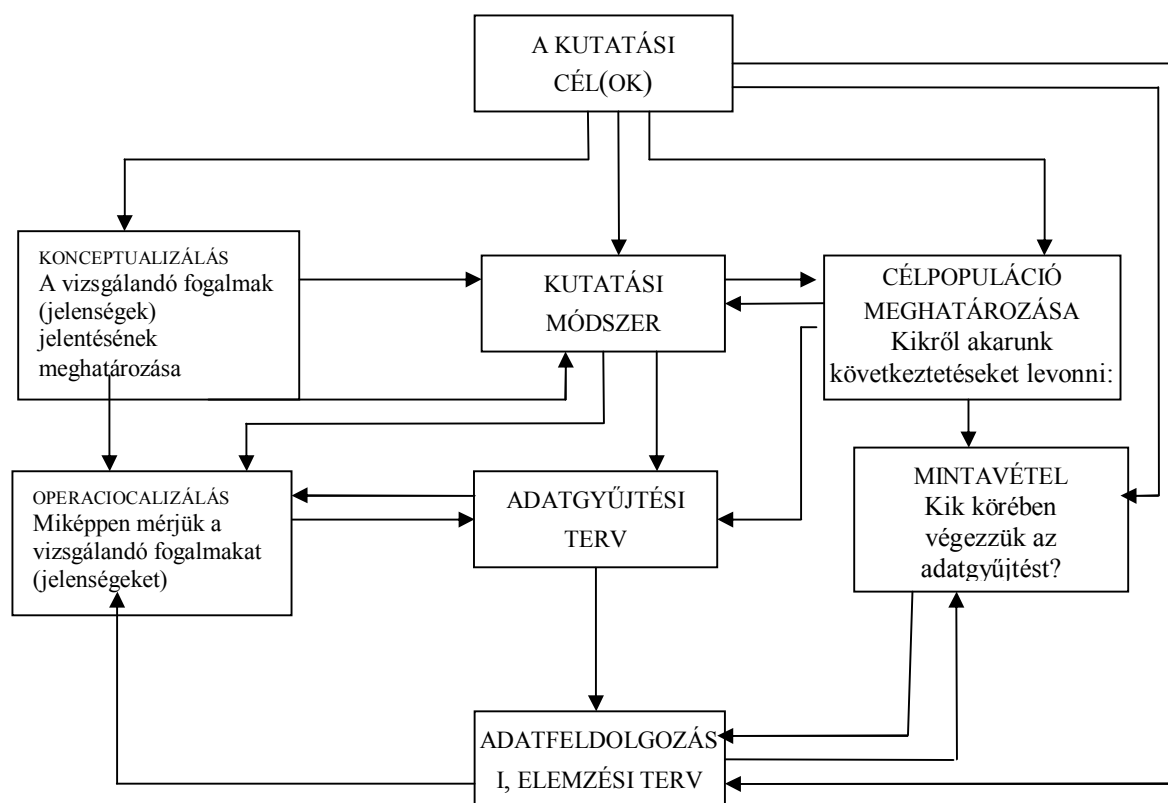 A KUTATÁSI
CÉL(OK)
KONCEPTUALIZÁLÁS
A vizsgálandó fogalmak
(jelenségek)
jelentésének
meghatározása
KUTATÁSI
MÓDSZER
CÉLPOPULÁCIÓ
MEGHATÁROZÁSA
Kikről akarunk
következtetéseket levonni:
OPERACIOCALIZÁLÁS
Miképpen mérjük a
vizsgálandó fogalmakat
(jelenségeket)
ADATGYŰJTÉSI
TERV
MINTAVÉTEL
Kik körében
végezzük az
adatgyűjtést?
ADATFELDOLGOZÁS
I, ELEMZÉSI TERV